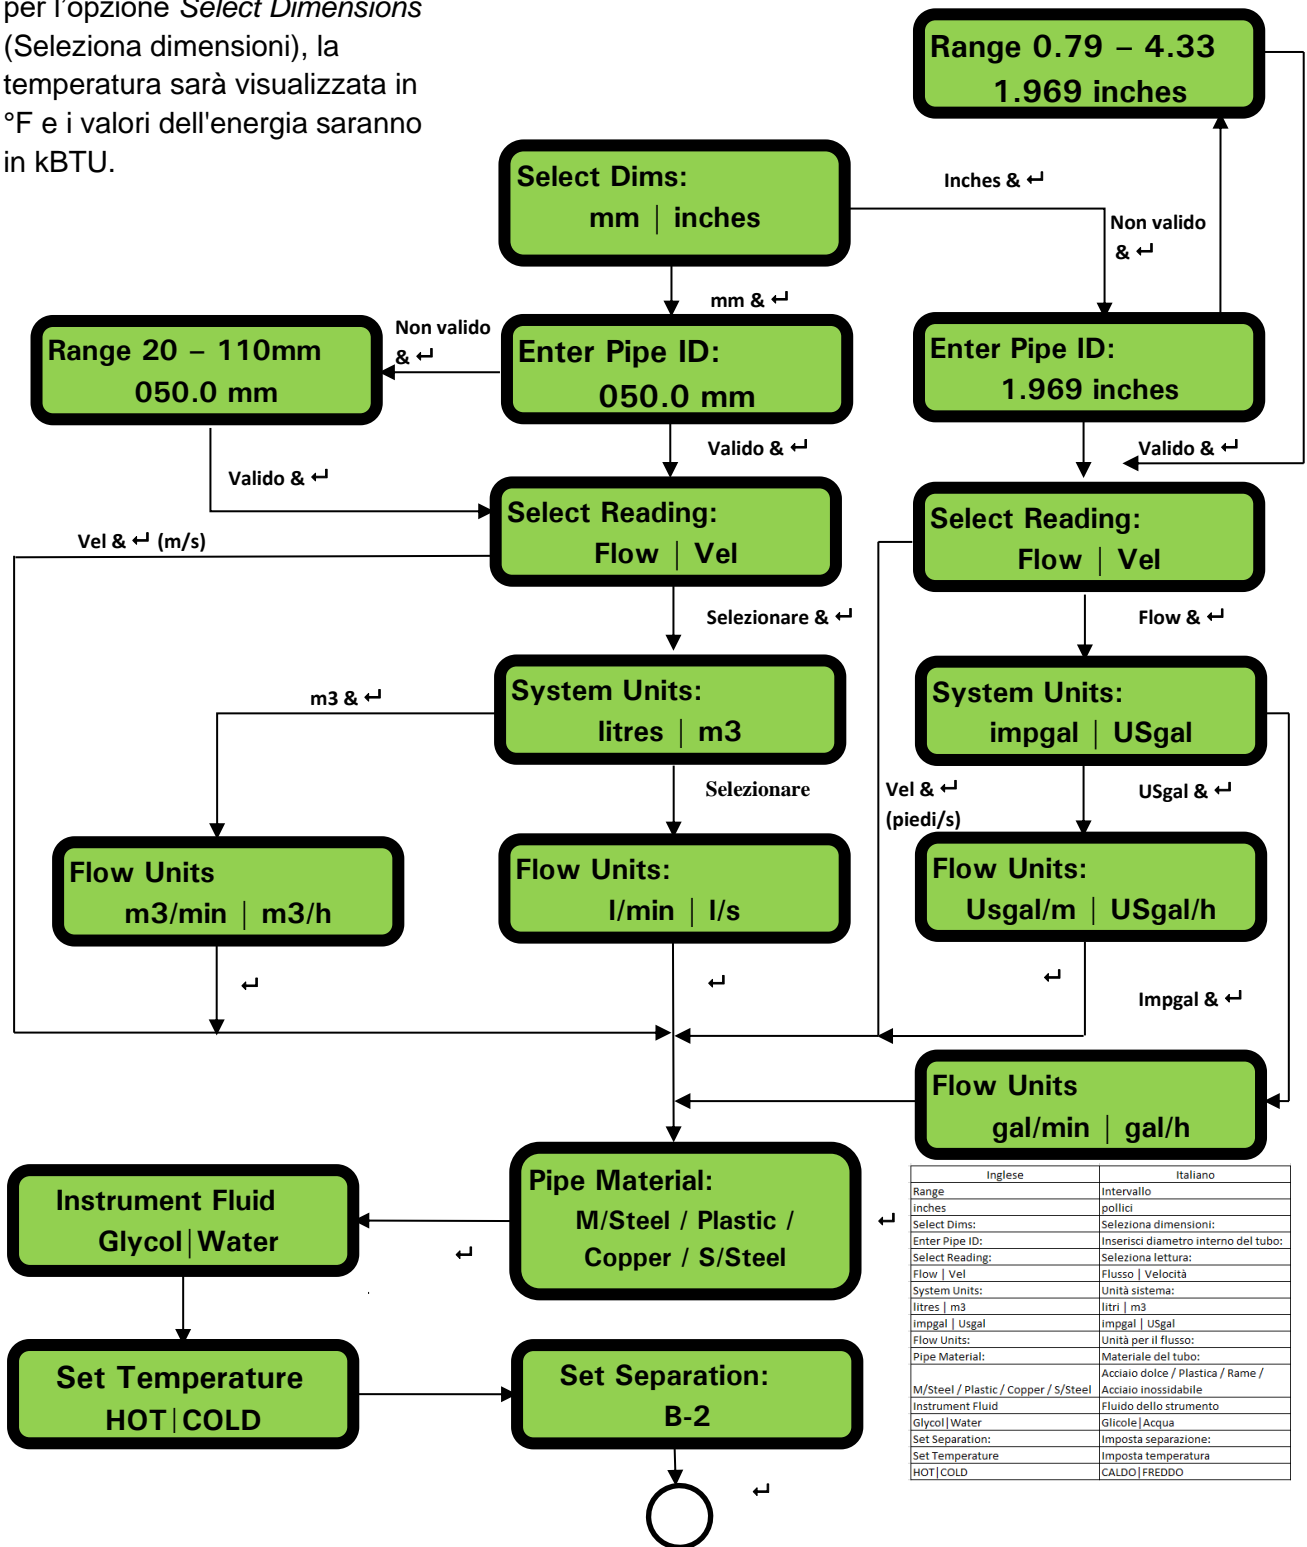 per l'opzione Select Dimensions
(Seleziona dimensioni), la
temperatura sarà visualizzata in
°F e i valori dell'energia saranno
in kBTU.
Range 0.79 – 4.33
1.969 inches
Select Dims:
mm | inches
Inches & ↵
Non valido
& ↵
mm & ↵
Range 20 – 110mm
050.0 mm
Non valido
& ↵
Enter Pipe ID:
050.0 mm
Enter Pipe ID:
1.969 inches
Valido & ↵
Valido & ↵
Valido & ↵
Select Reading:
Flow | Vel
Select Reading:
Flow | Vel
Vel & ↵ (m/s)
Selezionare & ↵
Flow & ↵
System Units:
litres | m3
System Units:
impgal | USgal
m3 & ↵
Selezionare
Vel & ↵
(piedi/s)
USgal & ↵
Flow Units
m3/min | m3/h
Flow Units:
l/min | l/s
Flow Units:
Usgal/m | USgal/h
↵
↵
↵
Impgal & ↵
Flow Units
gal/min | gal/h
Pipe Material:
M/Steel / Plastic /
Copper / S/Steel
↵
↵
Instrument Fluid
Glycol|Water
Set Temperature
HOT|COLD
Set Separation:
B-2
↵
Inglese Italiano
Range Intervallo
inches pollici
Select Dims: Seleziona dimensioni:
Enter Pipe ID: Inserisci diametro interno del tubo:
Select Reading: Seleziona lettura:
Flow | Vel Flusso | Velocità
System Units: Unità sistema:
litres | m3 litri | m3
impgal | Usgal impgal | USgal
Flow Units: Unità per il flusso:
Pipe Material: Materiale del tubo:
M/Steel / Plastic / Copper / S/Steel Acciaio dolce / Plastica / Rame /
Acciaio inossidabile
Instrument Fluid Fluido dello strumento
Glycol|Water Glicole|Acqua
Set Separation: Imposta separazione:
Set Temperature Imposta temperatura
HOT|COLD CALDO|FREDDO